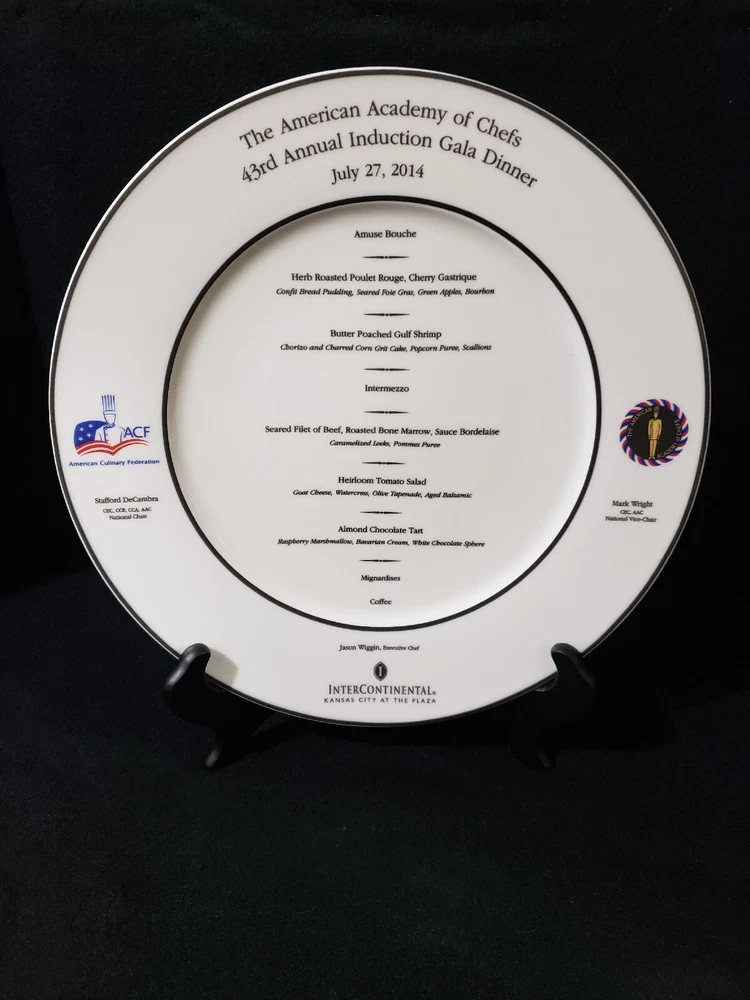 The American Academy of Chefs
43rd Annual Induction Gala Dinner
July 27, 2014
Amuse Bouche
Herb Roasted Poulet Rouge, Cherry Gastrique
Confit Bread Pudding, Seared Foie Gras, Green Apples, Bourbon
Butter Poached Gulf Shrimp
Chorizo and Charred Corn Grit Cake, Popcorn Puree, Scallions
Intermezzo
Seared Filet of Beef, Roasted Bone Marrow, Sauce Bordelaise
Caramelized Leeks, Pommes Puree
Heirloom Tomato Salad
Goat Cheese, Watercress, Olive Tapenade, Aged Balsamic
Almond Chocolate Tart
Raspberry Marshmallow, Bavarian Cream, White Chocolate Sphere
Mignardises
Coffee
ACF
American Culinary Federation
Stafford DeCambra
CEC, CCE, CCA, AAC
National Chair
Mark Wright
CEC, AAC
National Vice-Chair
Jason Wiggin, Executive Chef
I
INTERCONTINENTAL®
KANSAS CITY AT THE PLAZA